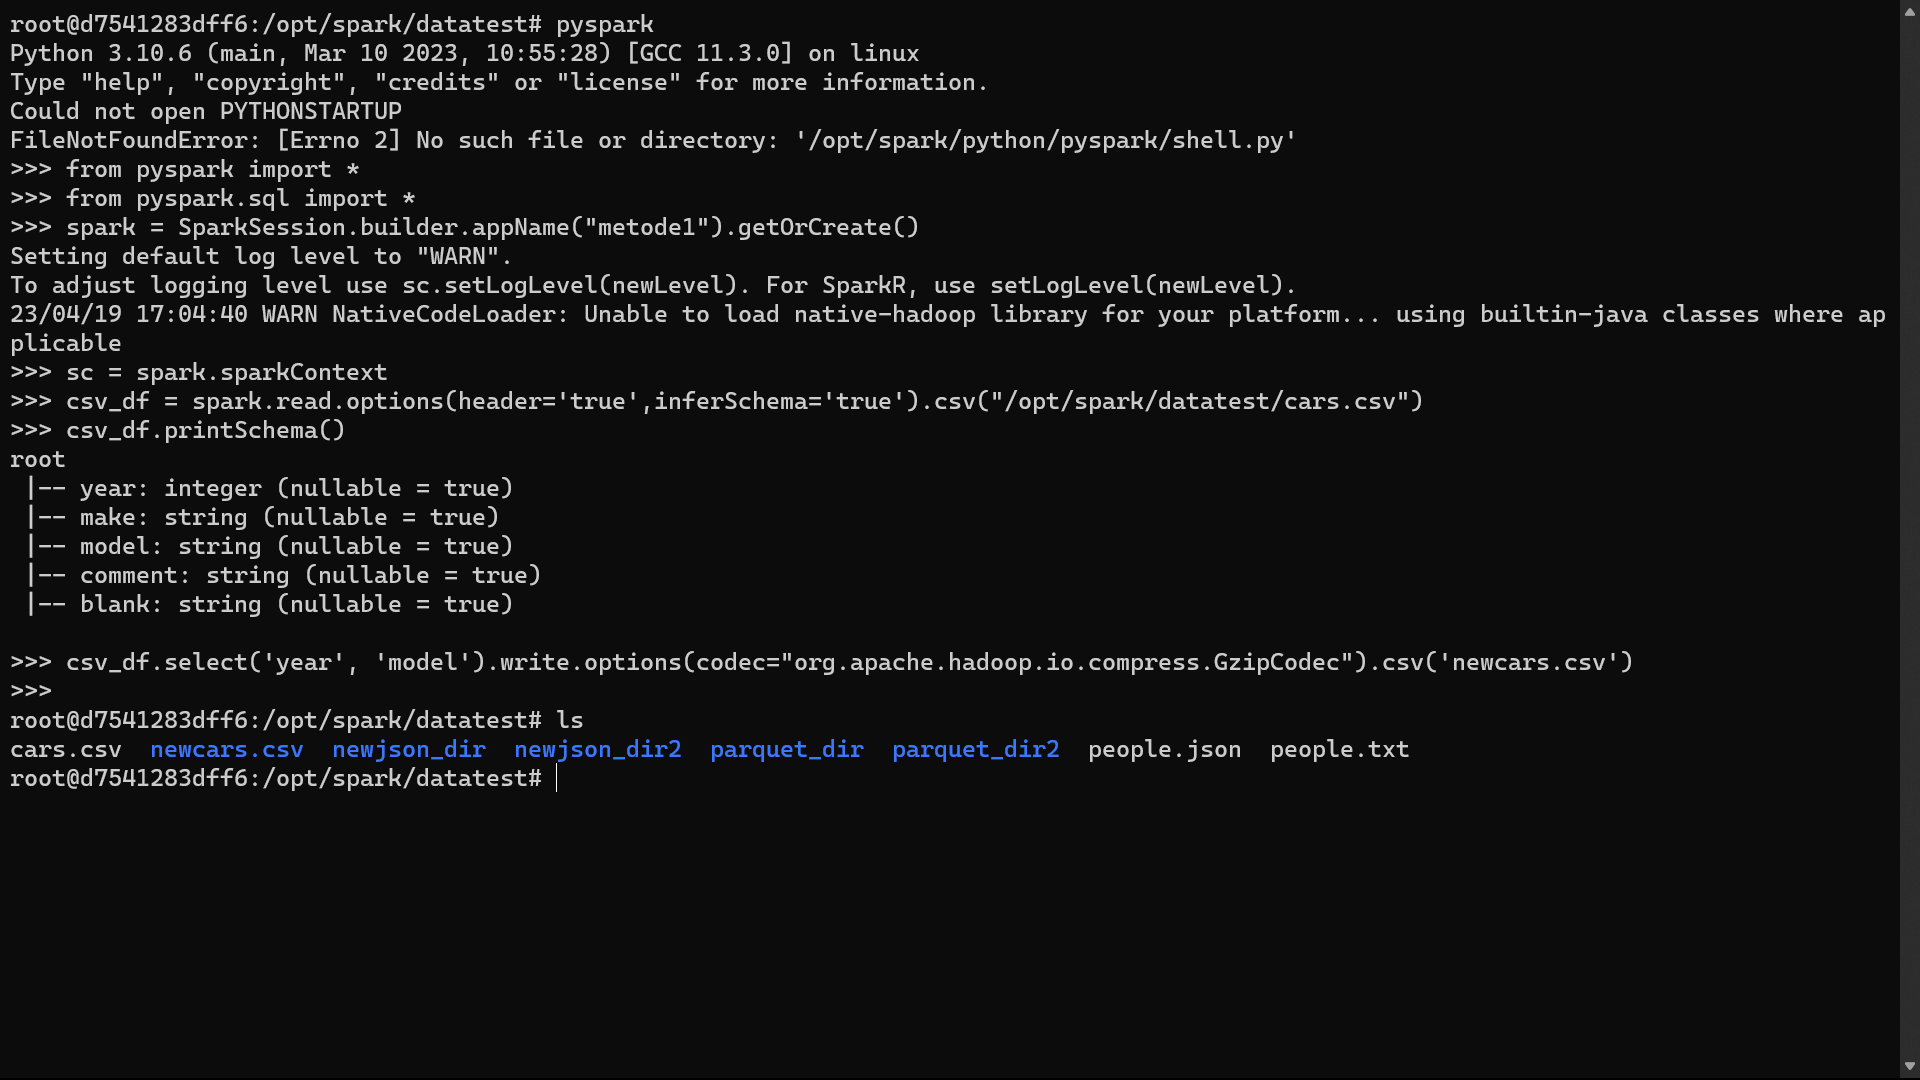 root@d7541283dff6:/opt/spark/datatest# pyspark
Python 3.10.6 (main, Mar 10 2023, 10:55:28) [GCC 11.3.0] on linux
Type "help", "copyright", "credits" or "license" for more information.
Could not open PYTHONSTARTUP
FileNotFoundError: [Errno 2] No such file or directory: '/opt/spark/python/pyspark/shell.py'
>>> from pyspark import *
>>> from pyspark.sql import *
>>> spark = SparkSession.builder.appName("metode1").getOrCreate()
Setting default log level to "WARN".
To adjust logging level use sc.setLogLevel(newLevel). For SparkR, use setLogLevel(newLevel).
23/04/19 17:04:40 WARN NativeCodeLoader: Unable to load native-hadoop library for your platform... using builtin-java classes where ap
plicable
>>> sc = spark.sparkContext
>>> csv_df = spark.read.options(header='true',inferSchema='true').csv("/opt/spark/datatest/cars.csv")
>>> csv_df.printSchema()
root
 |-- year: integer (nullable = true)
 |-- make: string (nullable = true)
 |-- model: string (nullable = true)
 |-- comment: string (nullable = true)
 |-- blank: string (nullable = true)

>>> csv_df.select('year', 'model').write.options(codec="org.apache.hadoop.io.compress.GzipCodec").csv('newcars.csv')
>>>
root@d7541283dff6:/opt/spark/datatest# ls
cars.csv  newcars.csv  newjson_dir  newjson_dir2  parquet_dir  parquet_dir2  people.json  people.txt
root@d7541283dff6:/opt/spark/datatest#